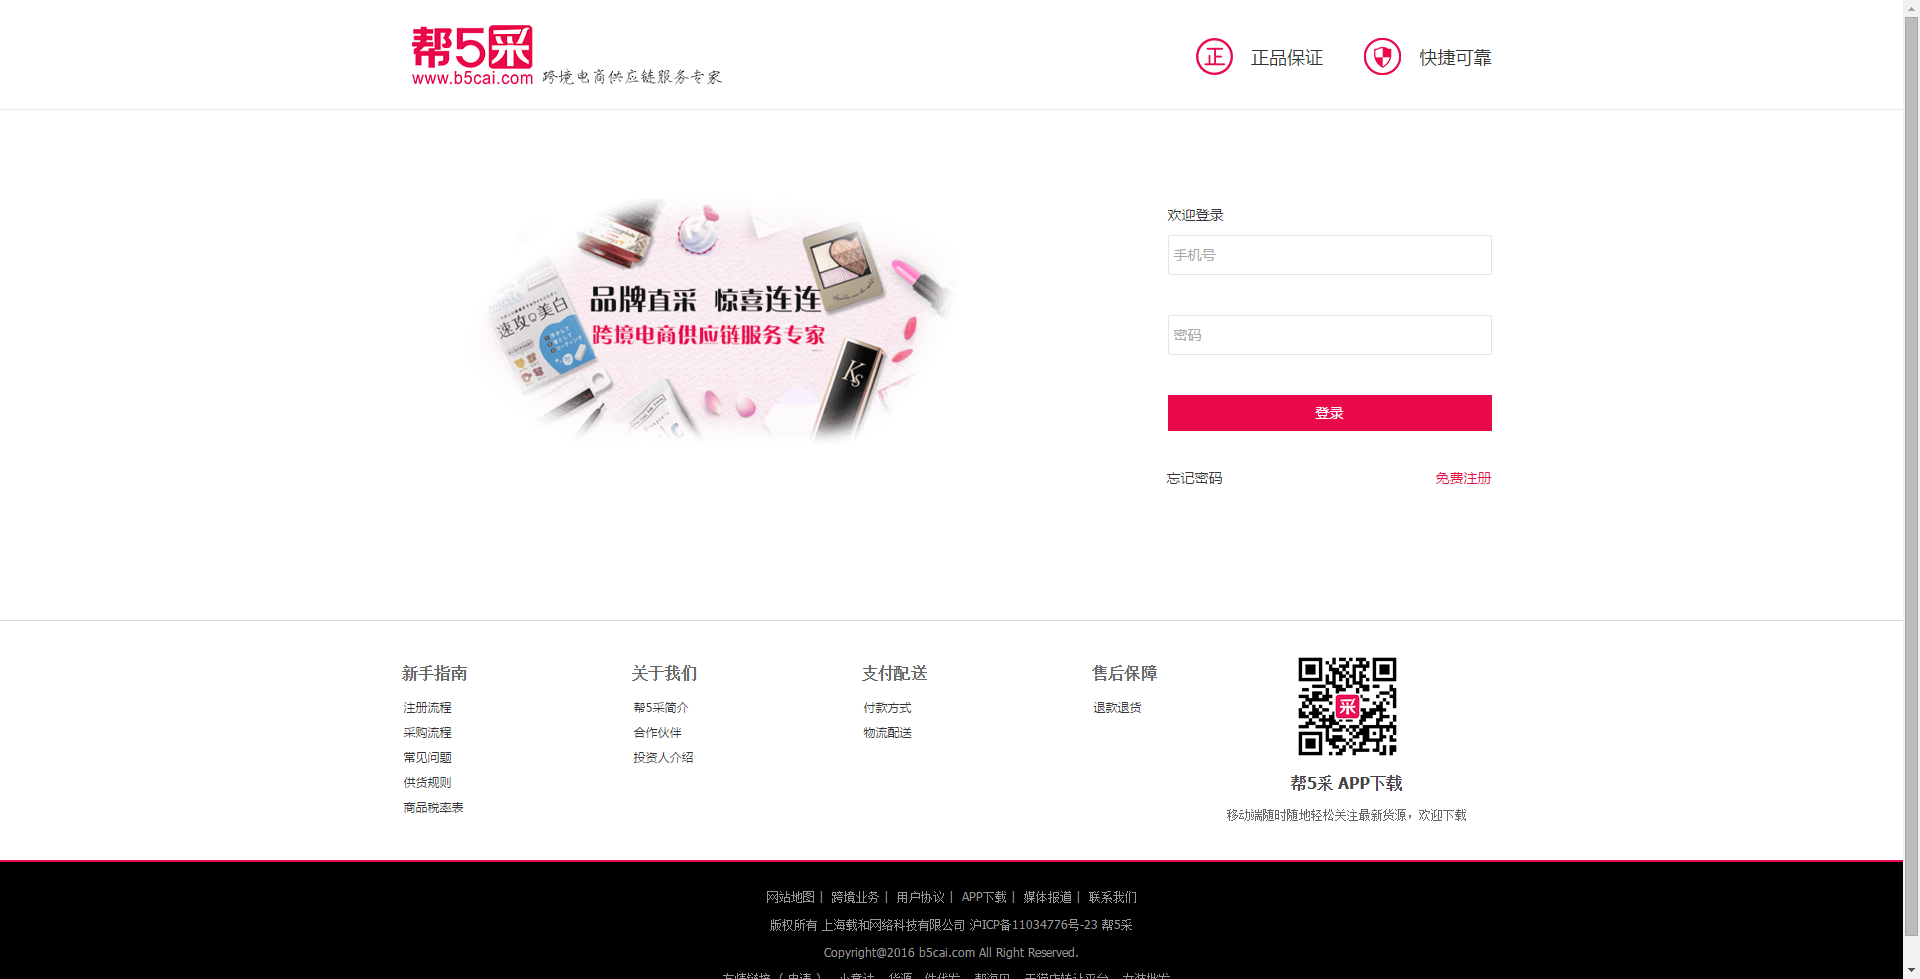 帮5采
www.b5cai.com 跨境电商供应链服务专家
正 正品保证 快捷可靠
欢迎登录
手机号
密码
登录
忘记密码 免费注册
品牌直采 惊喜连连
跨境电商供应链服务专家
速攻 美白
KS
新手指南
注册流程
采购流程
常见问题
供货规则
商品税率表
关于我们
帮5采简介
合作伙伴
投资人介绍
支付配送
付款方式
物流配送
售后保障
退款退货
采
帮5采 APP下载
移动端随时随地轻松关注最新货源，欢迎下载
网站地图 | 跨境业务 | 用户协议 | APP下载 | 媒体报道 | 联系我们
版权所有 上海载和网络科技有限公司 沪ICP备11034776号-23 帮5采
Copyright@2016 b5cai.com All Right Reserved.